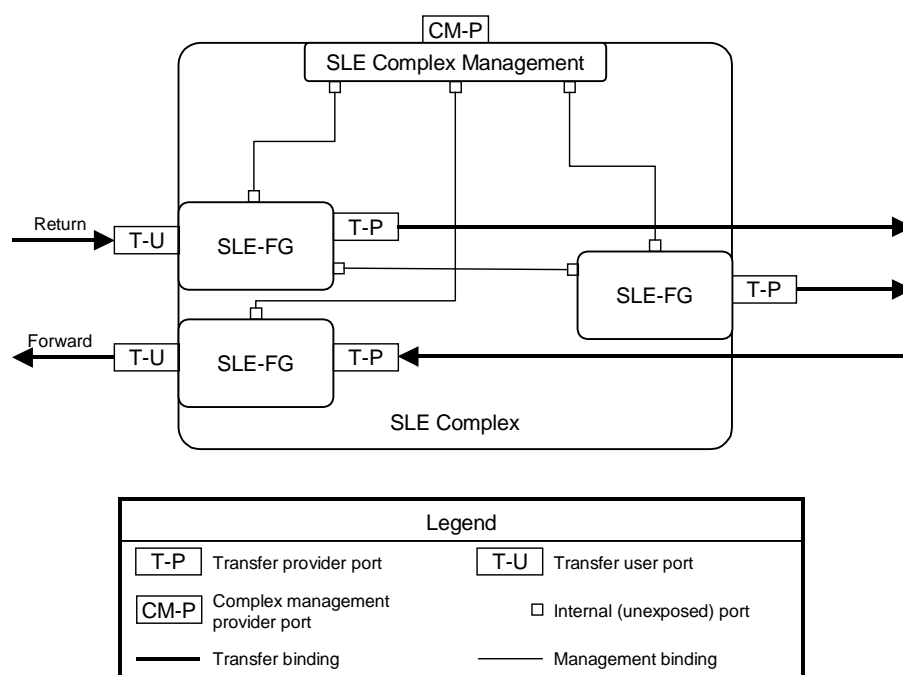 CM-P
SLE Complex Management
Return
T-U
SLE-FG
T-P
SLE-FG
T-P
Forward
T-U
SLE-FG
T-P
SLE Complex
Legend
T-P Transfer provider port
T-U Transfer user port
CM-P Complex management
provider port
Internal (unexposed) port
Transfer binding
Management binding